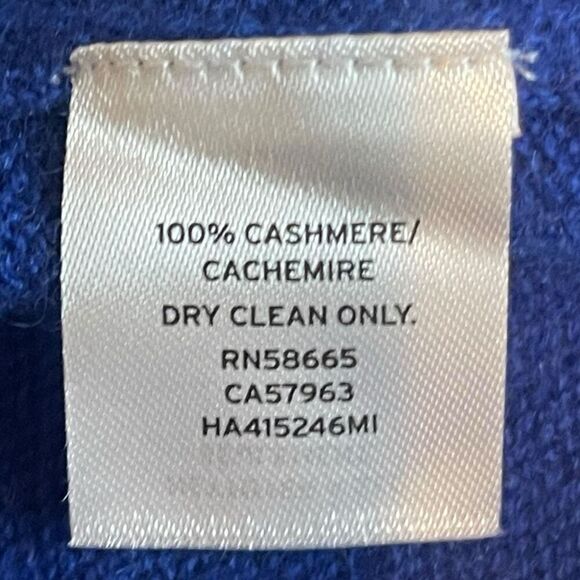 100% CASHMERE/
CACHEMIRE
DRY CLEAN ONLY.
RN58665
CA57963
HA415246MI